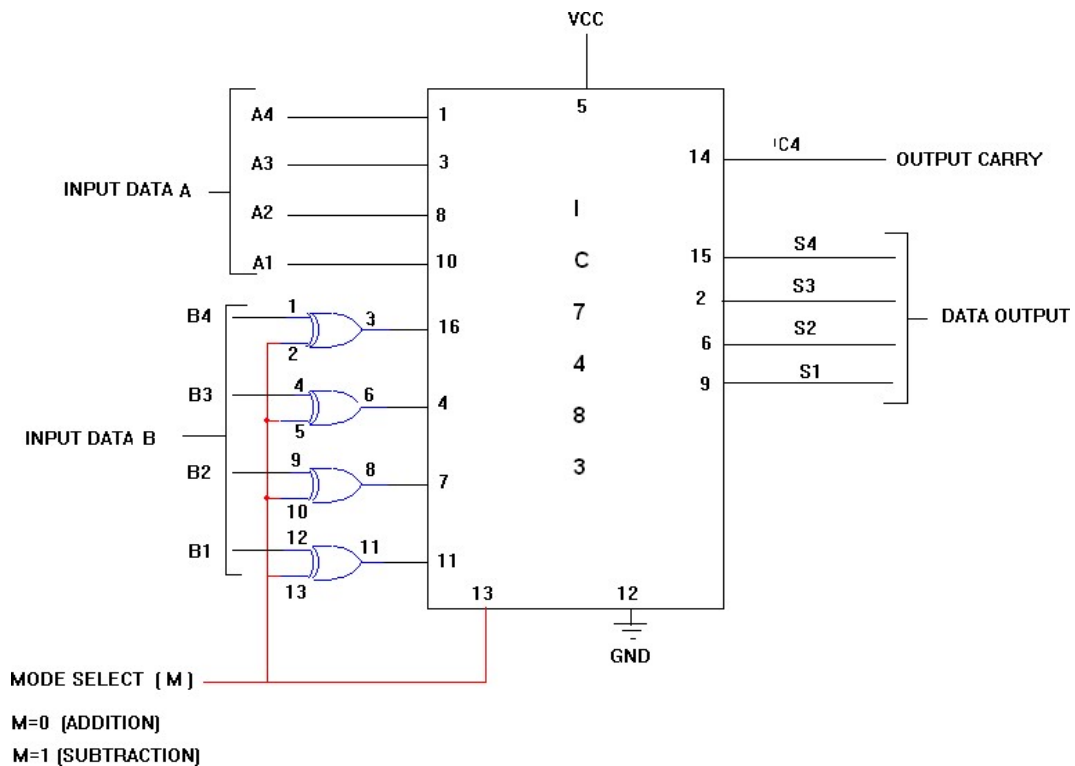 VCC
5
A4
1
A3
3
A2
8
A1
10
INPUT DATA A
14
C4
OUTPUT CARRY
I
C
7
4
8
3
15
S4
2
S3
6
S2
9
S1
DATA OUTPUT
B4
1
2
3
16
B3
4
5
6
4
INPUT DATA B
B2
9
10
8
7
B1
12
13
11
11
13
12
GND
MODE SELECT ( M )
M=0 (ADDITION)
M=1 (SUBTRACTION)